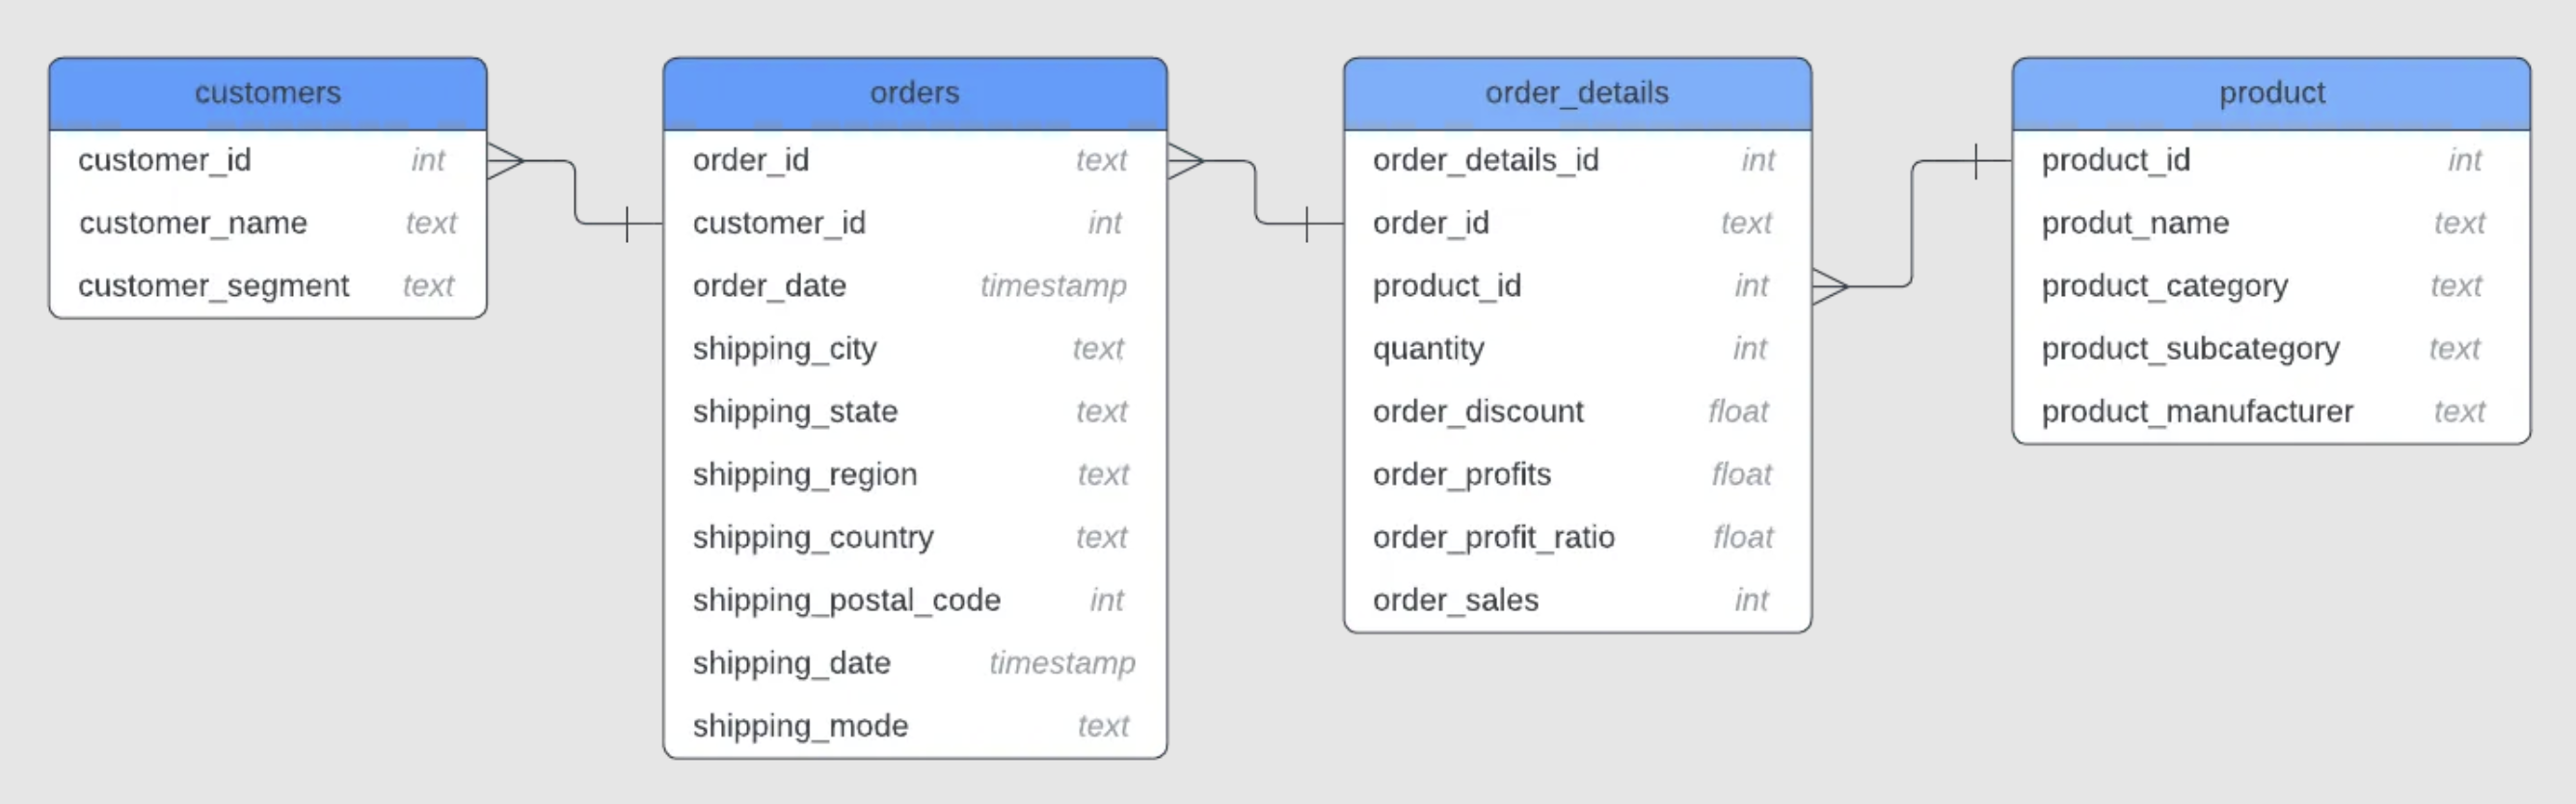 customers
customer_id int
customer_name text
customer_segment text
orders
order_id text
customer_id int
order_date timestamp
shipping_city text
shipping_state text
shipping_region text
shipping_country text
shipping_postal_code int
shipping_date timestamp
shipping_mode text
order_details
order_details_id int
order_id text
product_id int
quantity int
order_discount float
order_profits float
order_profit_ratio float
order_sales int
product
product_id int
produt_name text
product_category text
product_subcategory text
product_manufacturer text